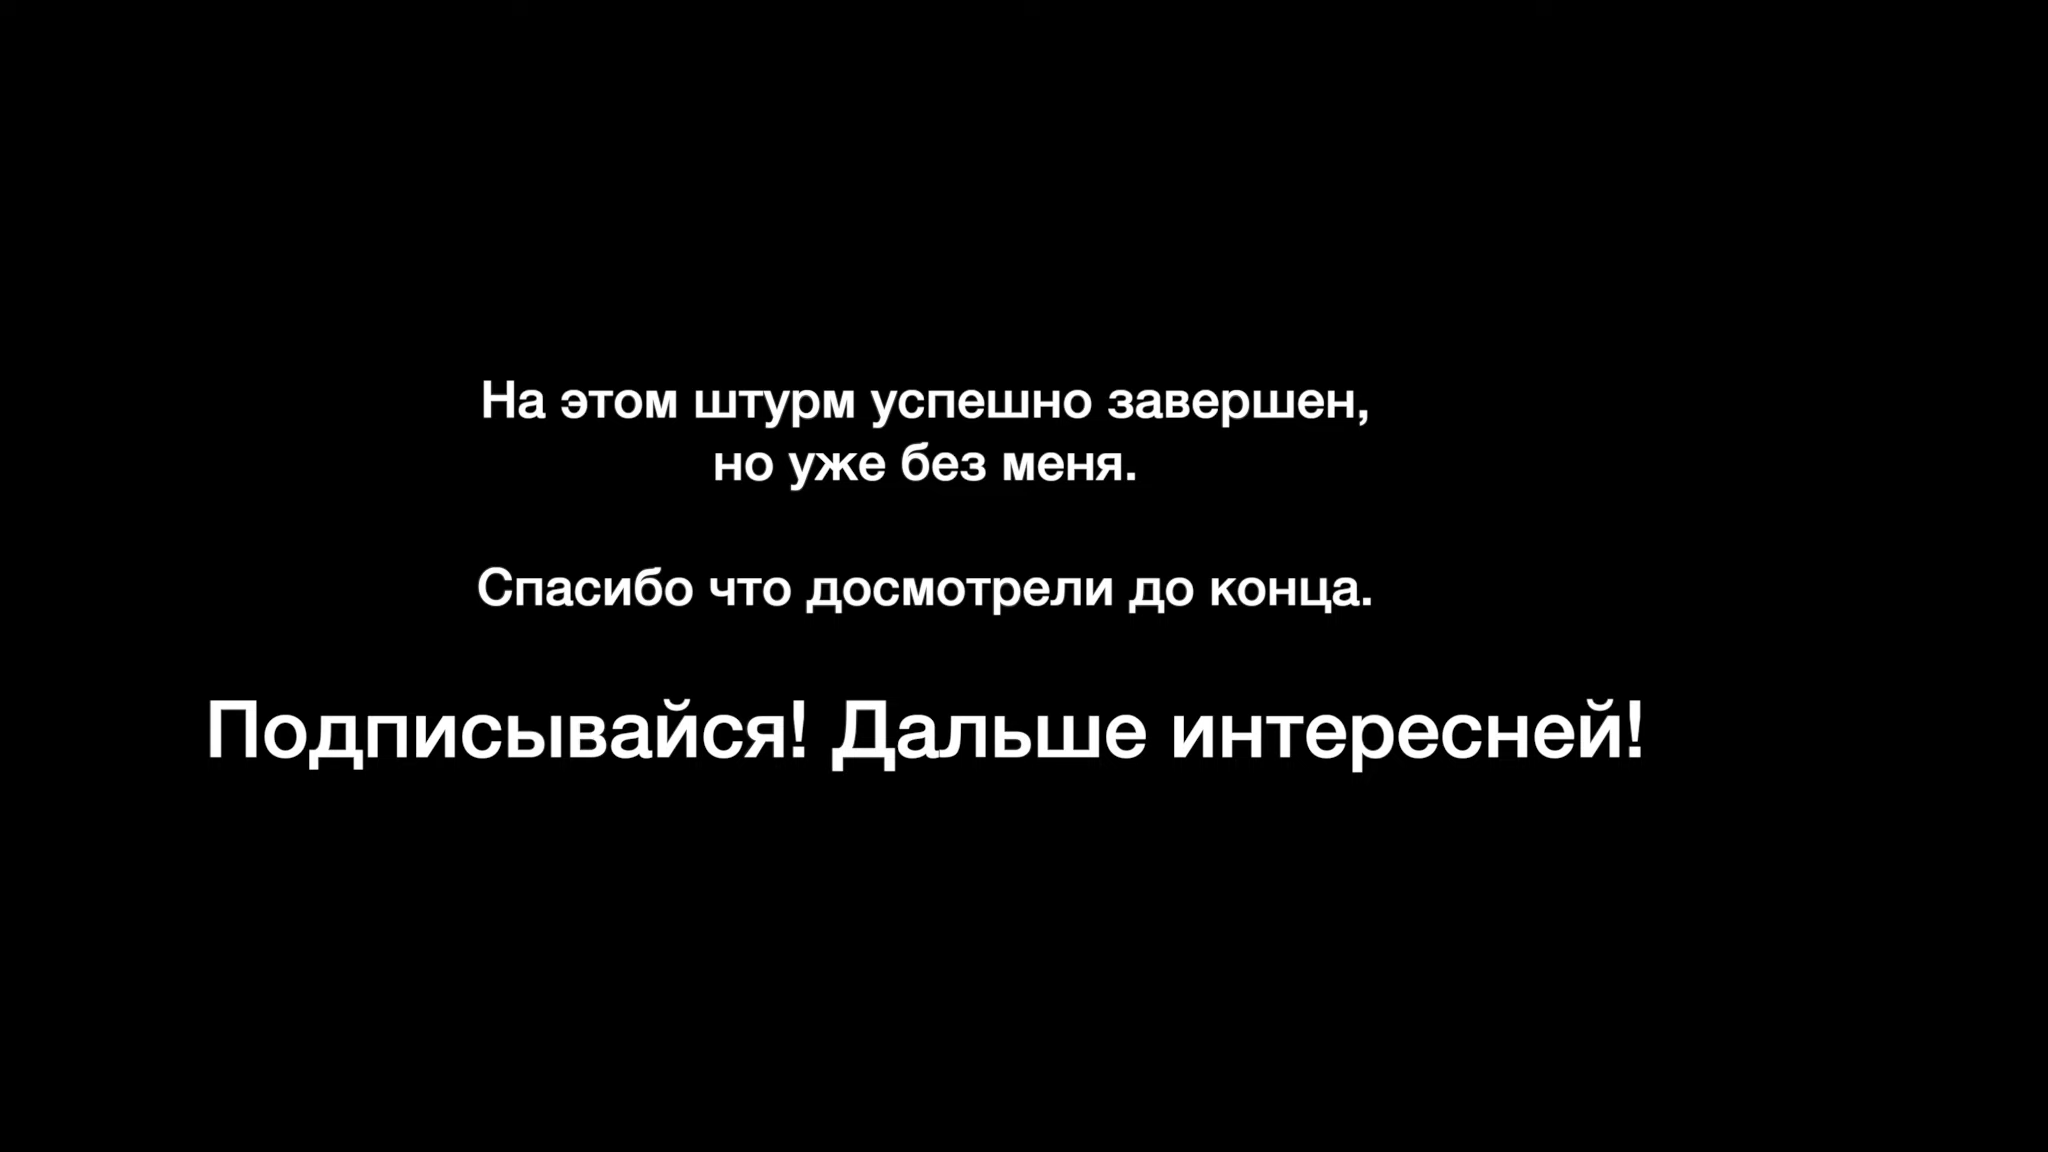 На этом штурм успешно завершен,
но уже без меня.
Спасибо что досмотрели до конца.
Подписывайся! Дальше интересней!